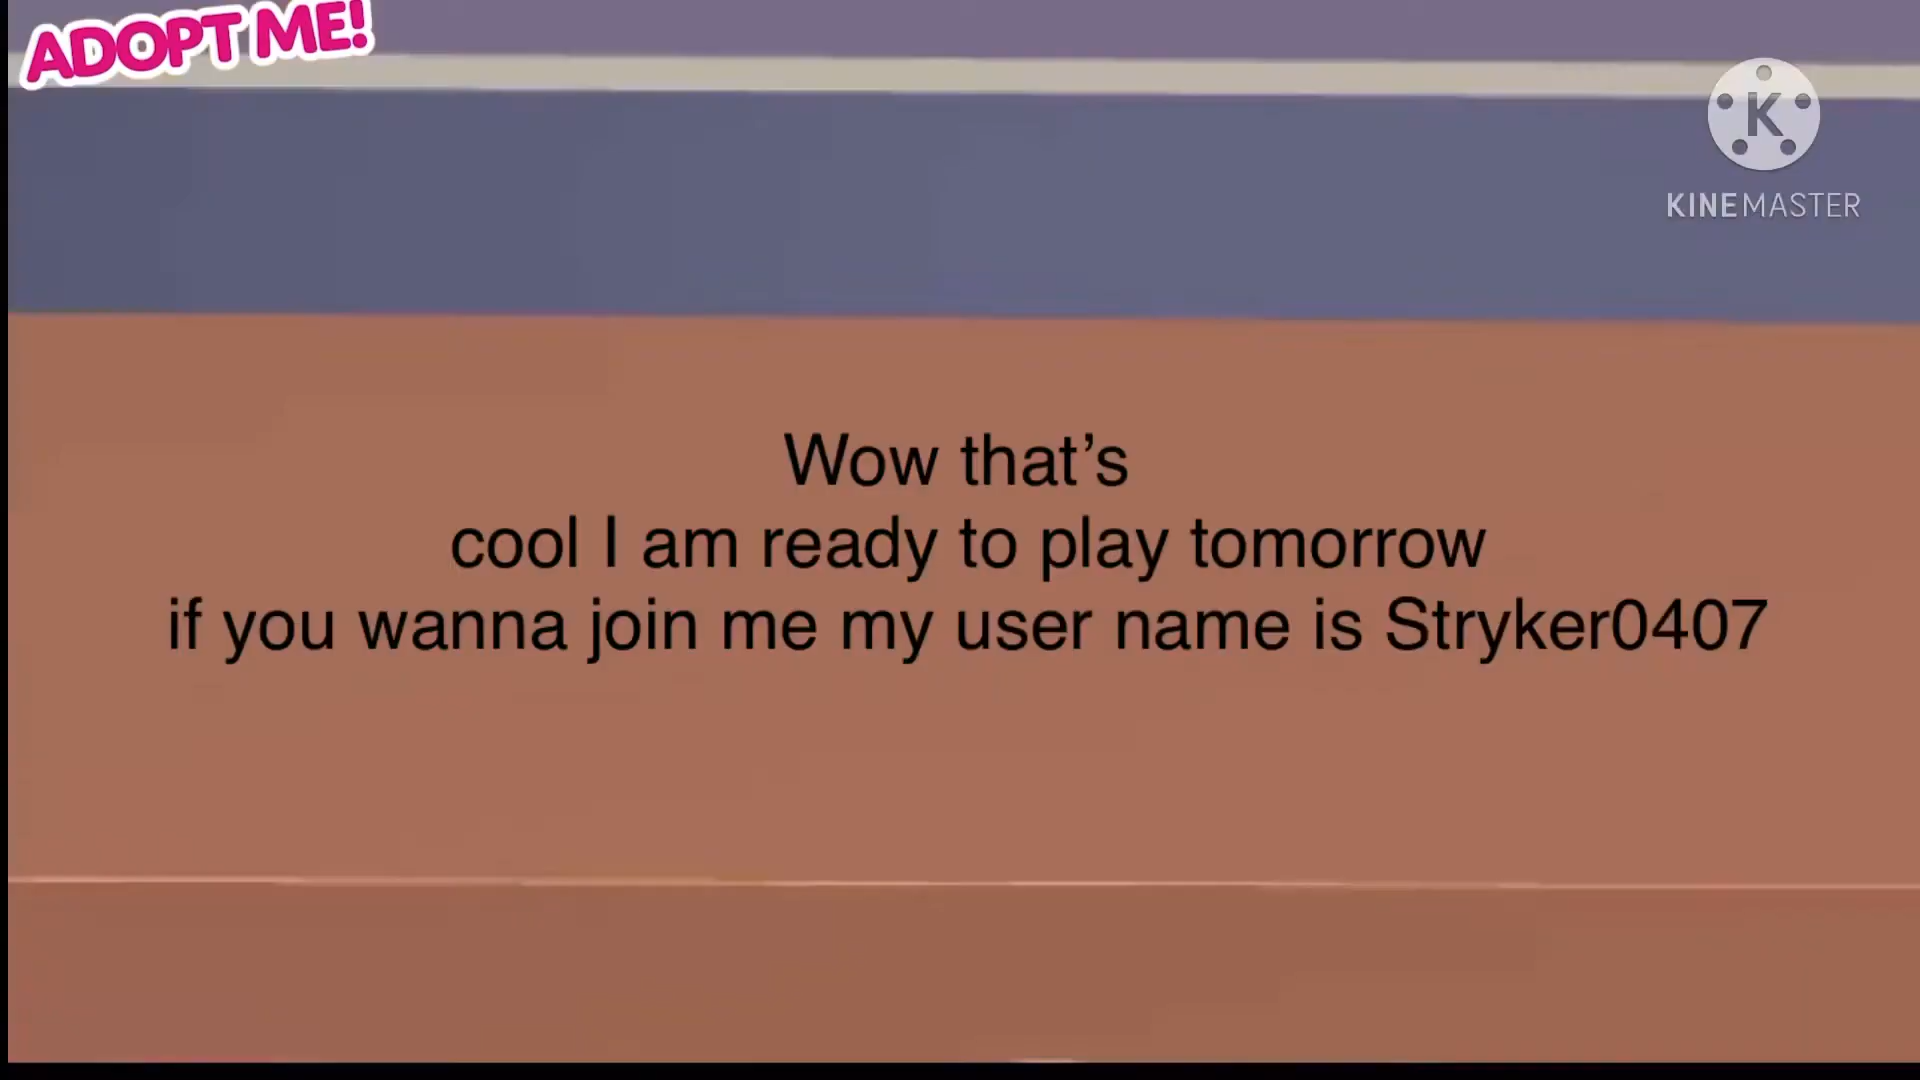 ADOPT ME!
K
KINEMASTER
Wow that’s
cool I am ready to play tomorrow
if you wanna join me my user name is Stryker0407